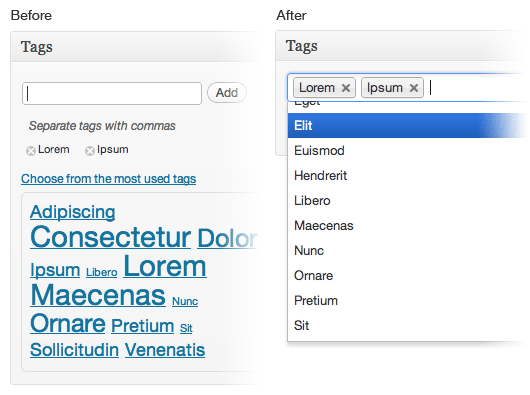 Before
Tags
Add
Separate tags with commas
Lorem Ipsum
Choose from the most used tags
Adipiscing
Consectetur Dolor
Ipsum Libero Lorem
Maecenas Nunc
Ornare Pretium Sit
Sollicitudin Venenatis
After
Tags
Lorem Ipsum
Eget
Elit
Euismod
Hendrerit
Libero
Maecenas
Nunc
Ornare
Pretium
Sit